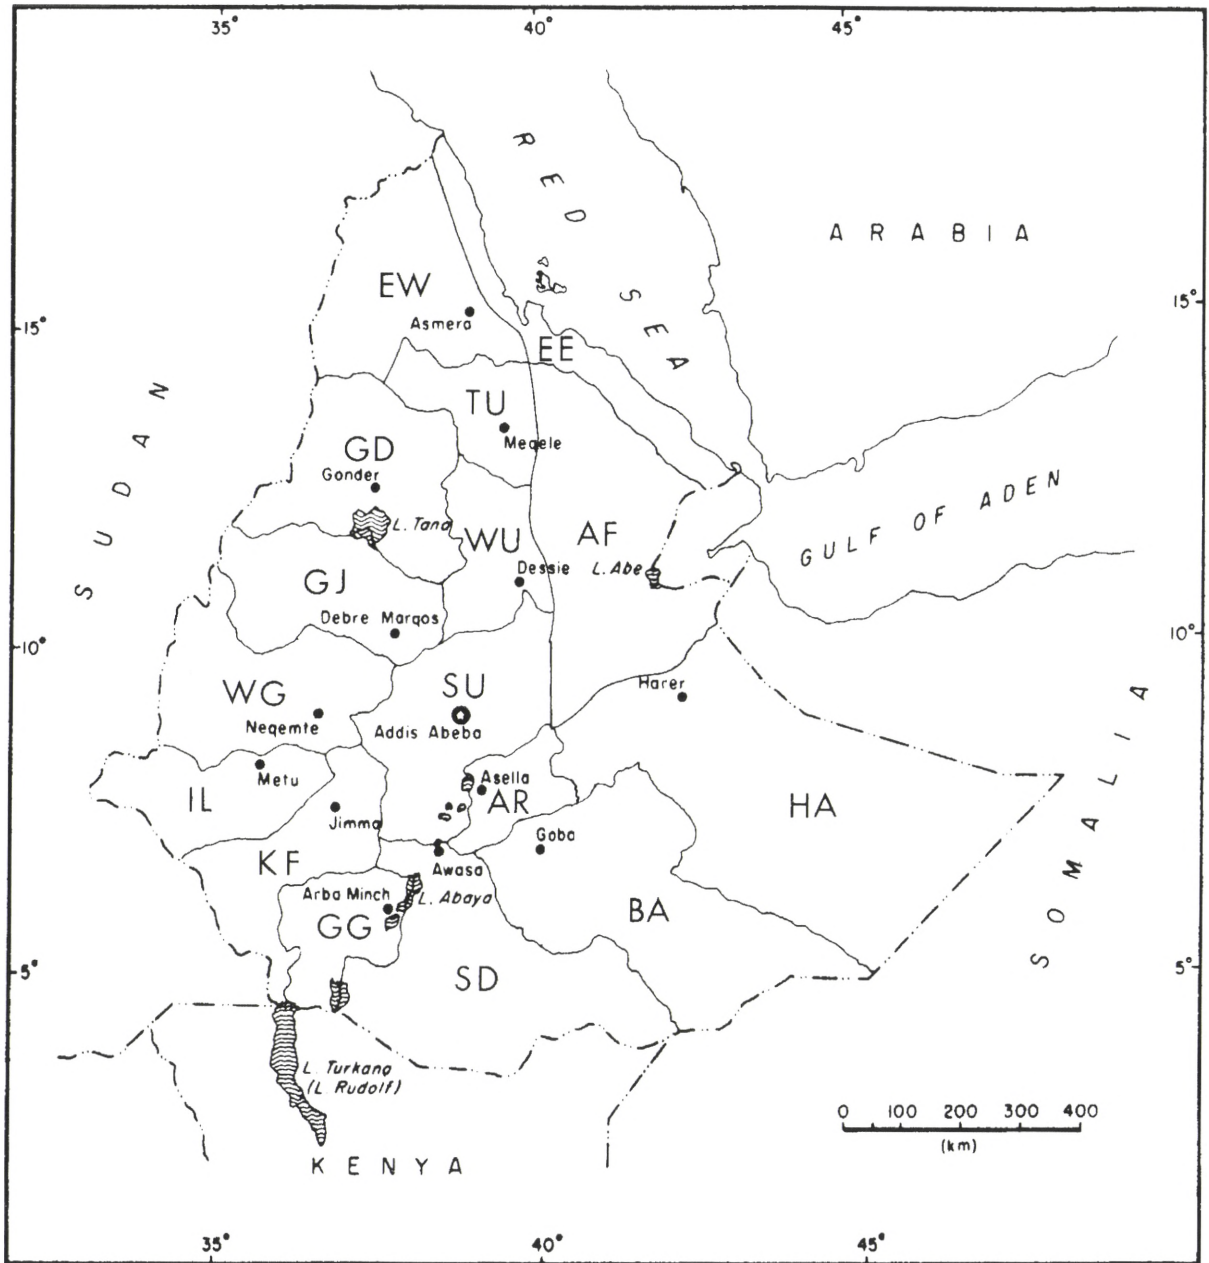 35° 40° 45°
RED SEA
ARABIA
EW
Asmera
15° 15°
EE
TU
Meqele
SUDAN
GD
Gonder
L. Tana
WU
AF
GULF OF ADEN
Dessie L. Abe
GJ
Debre Marqos
10° 10°
WG
SU
Harer
Neqemte
Addis Abeba
Metu
Asella
IL
AR
HA
Jimma
Goba
SOMALIA
KF
Awasa
Arba Minch
L. Abaya
GG
BA
5° 5°
SD
L. Turkana
(L. Rudolf)
0 100 200 300 400
(km)
KENYA
35° 40° 45°